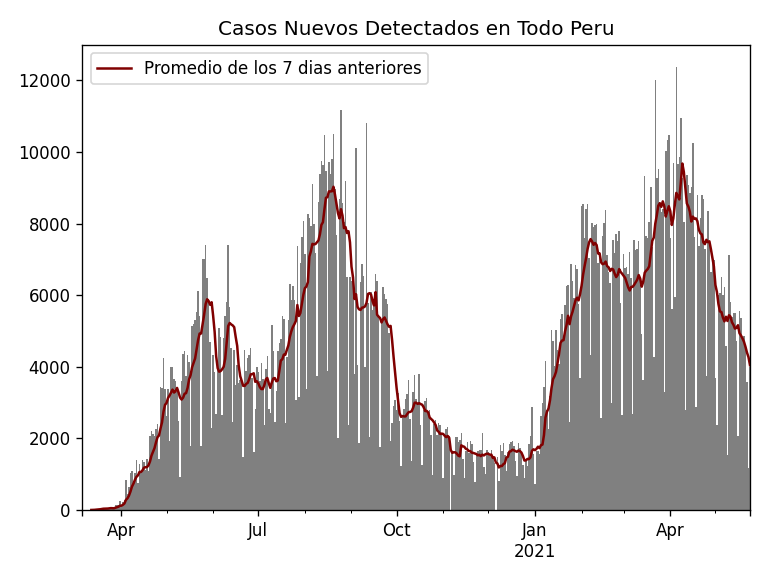 Casos Nuevos Detectados en Todo Peru
Promedio de los 7 dias anteriores
12000
10000
8000
6000
4000
2000
0
Apr Jul Oct Jan Apr
2021